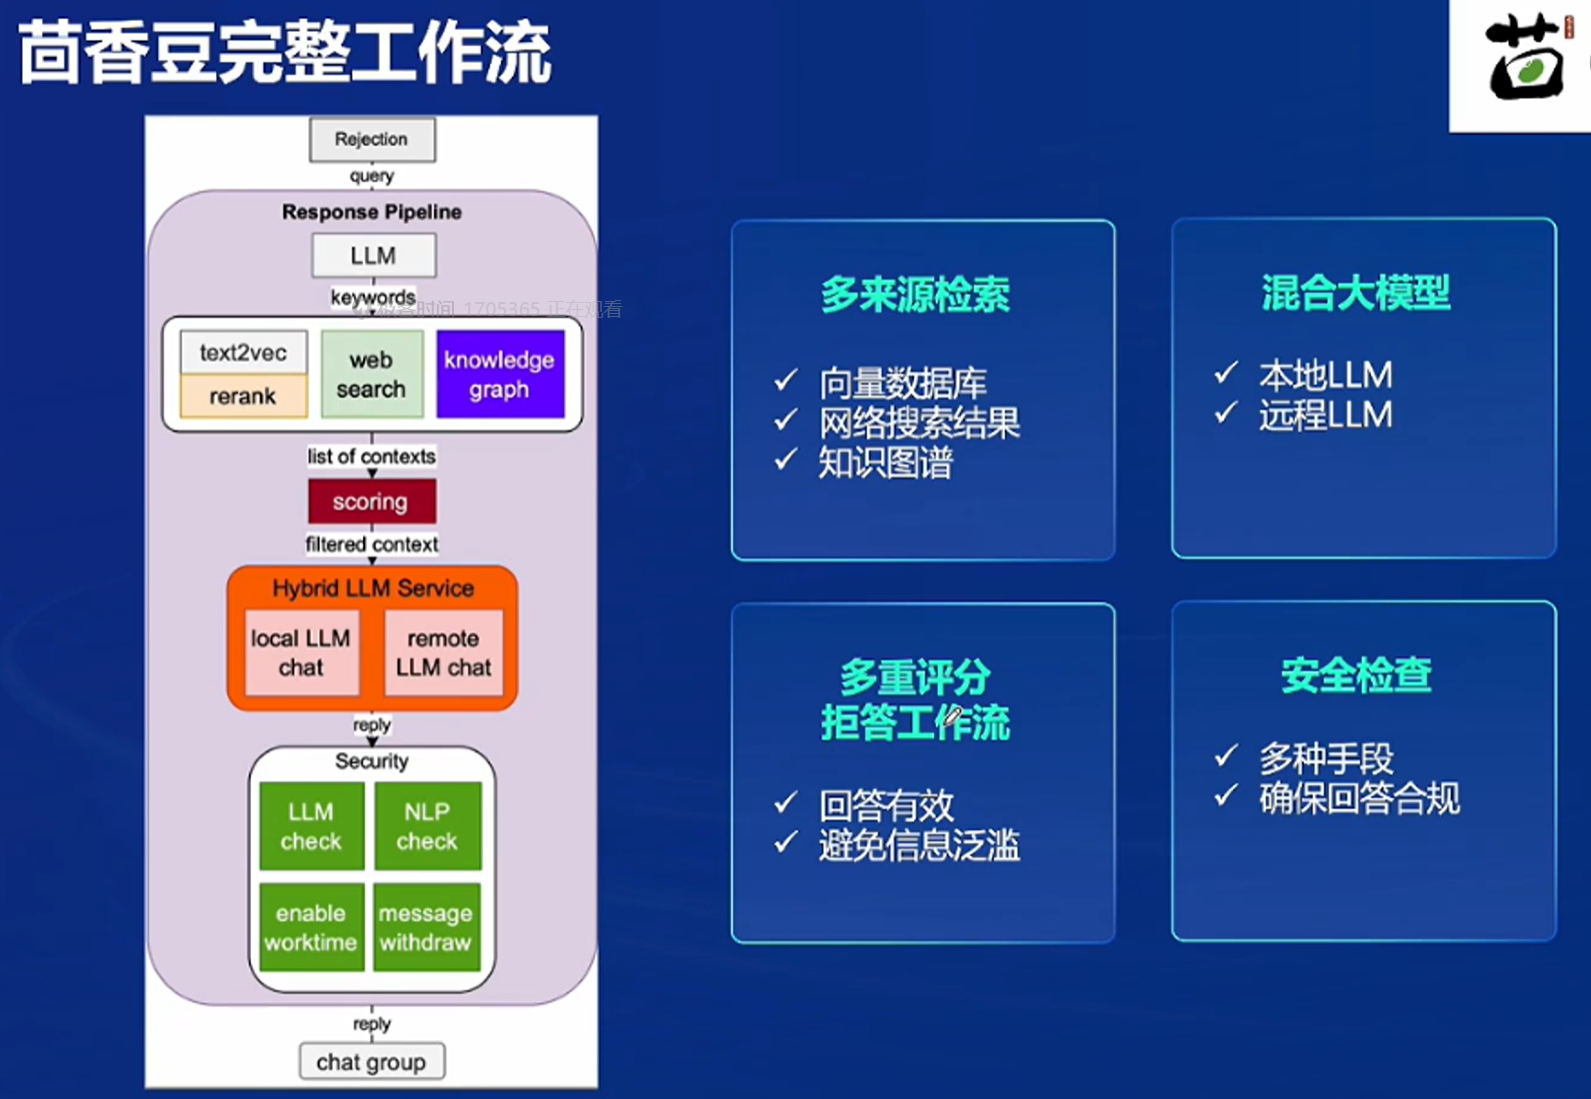 茴香豆完整工作流
茴
Rejection
query
Response Pipeline
LLM
keywords
极客时间 1705365 正在观看
text2vec
rerank
web
search
knowledge
graph
list of contexts
scoring
filtered context
Hybrid LLM Service
local LLM
chat
remote
LLM chat
reply
Security
LLM
check
NLP
check
enable
worktime
message
withdraw
reply
chat group
多来源检索
✓ 向量数据库
✓ 网络搜索结果
✓ 知识图谱
混合大模型
✓ 本地LLM
✓ 远程LLM
多重评分
拒答工作流
✓ 回答有效
✓ 避免信息泛滥
安全检查
✓ 多种手段
✓ 确保回答合规